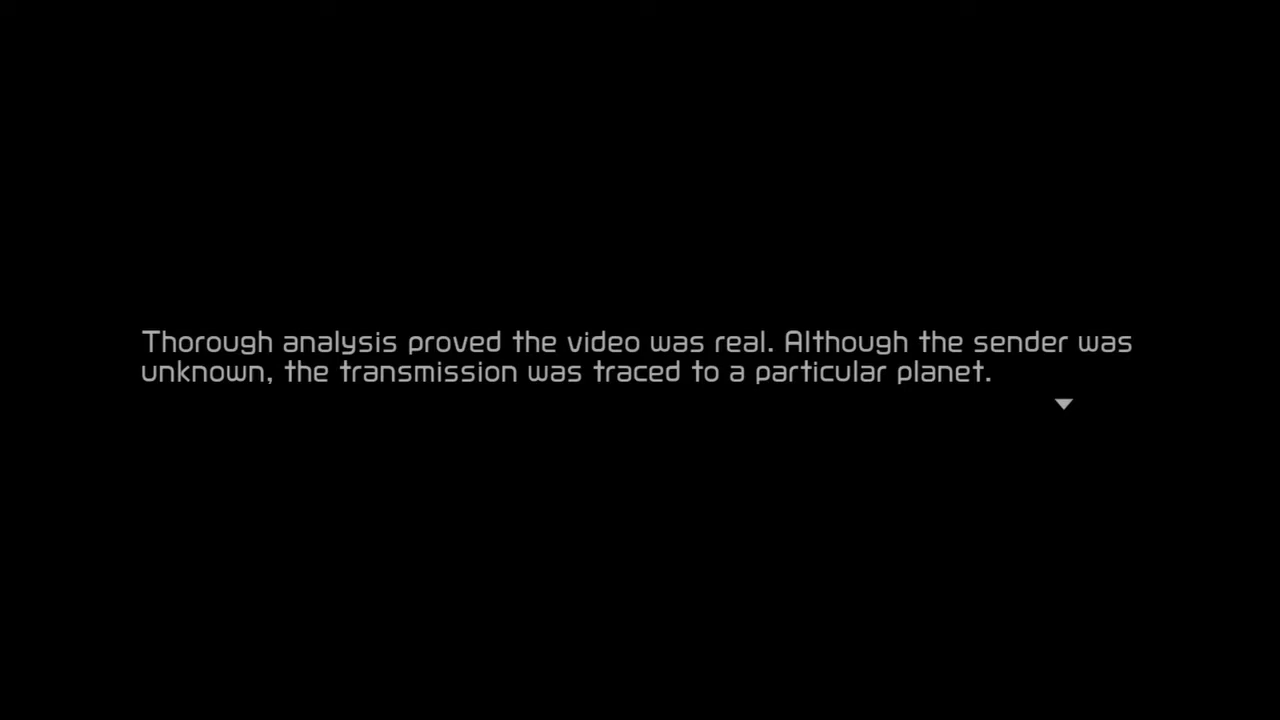 Thorough analysis proved the video was real. Although the sender was
unknown, the transmission was traced to a particular planet.